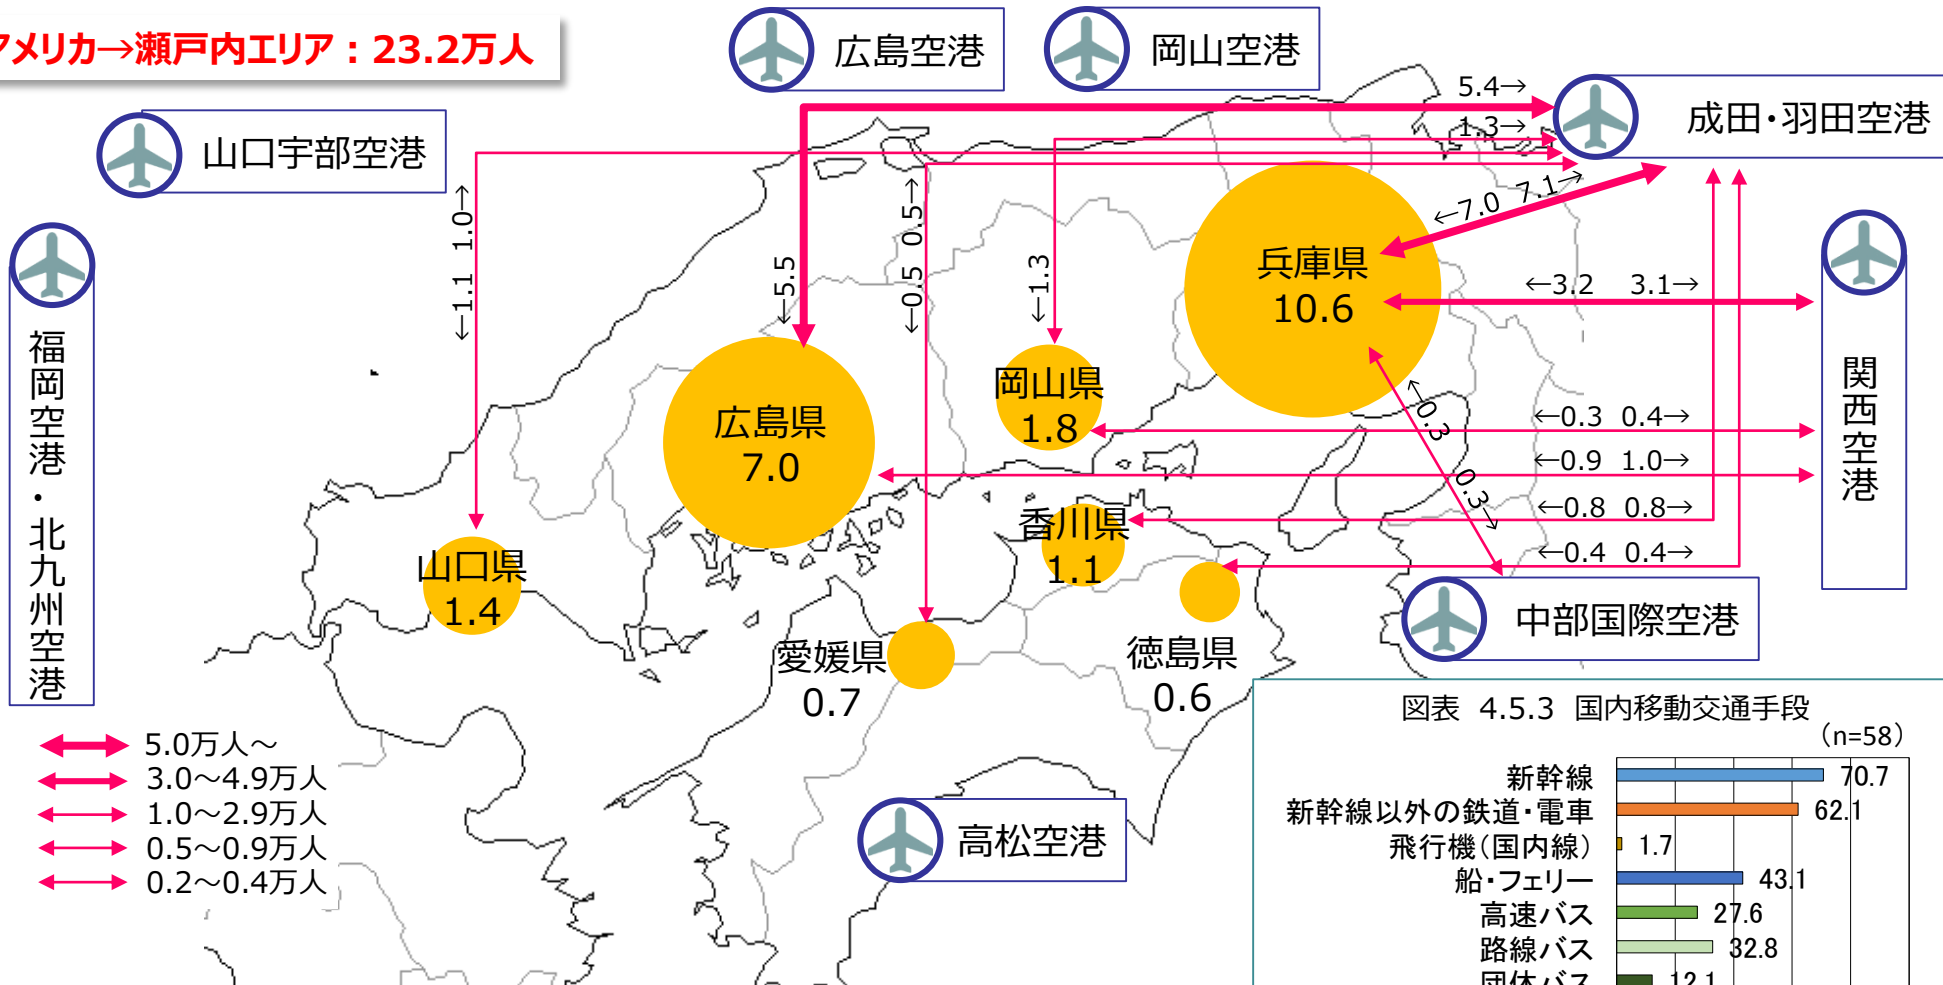 アメリカ→瀬戸内エリア：23.2万人
広島空港
岡山空港
成田・羽田空港
山口宇部空港
福岡空港・北九州空港
関西空港
中部国際空港
高松空港
5.4→
1.3→
←1.1 1.0→
←5.5
←0.5 0.5→
←1.3
←7.0 7.1→
←3.2 3.1→
←0.3 0.4→
←0.9 1.0→
←0.8 0.8→
←0.4 0.4→
←0.3 0.3→
兵庫県
10.6
岡山県
1.8
広島県
7.0
香川県
1.1
山口県
1.4
愛媛県
0.7
徳島県
0.6
5.0万人～
3.0～4.9万人
1.0～2.9万人
0.5～0.9万人
0.2～0.4万人
図表 4.5.3 国内移動交通手段
（n=58）
新幹線 70.7
新幹線以外の鉄道・電車 62.1
飛行機（国内線） 1.7
船・フェリー 43.1
高速バス 27.6
路線バス 32.8
団体バス 12.1